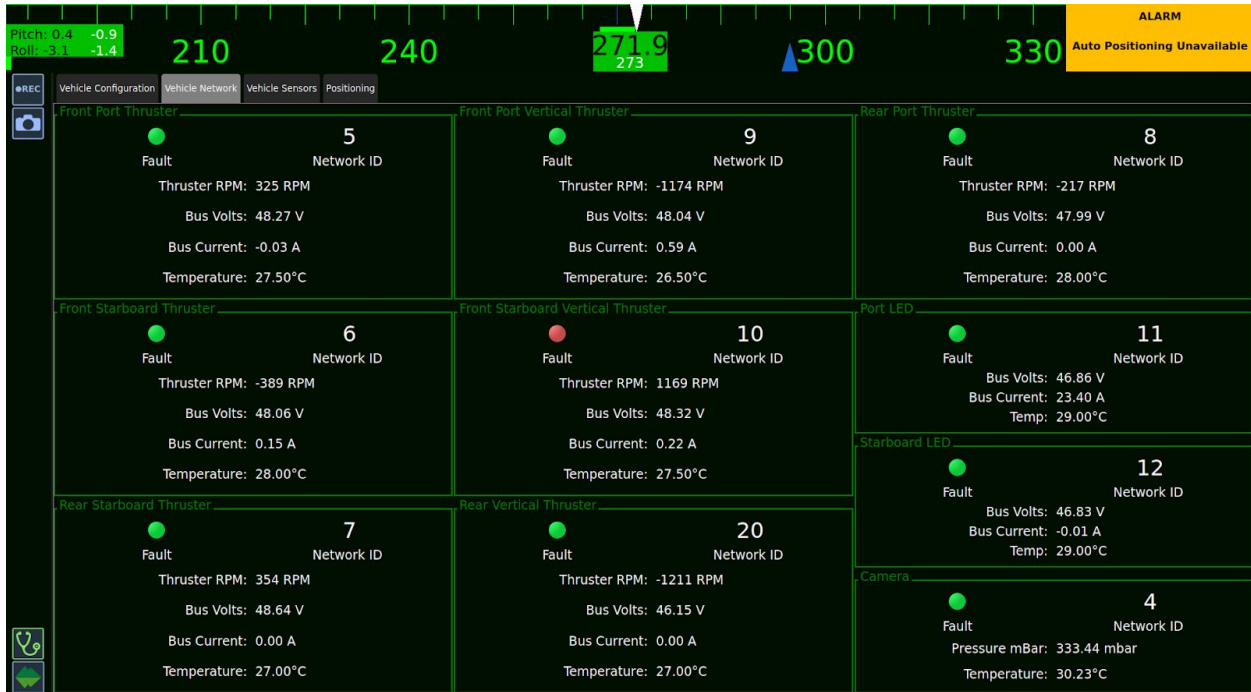 Pitch: 0.4 -0.9
Roll: -3.1 -1.4
210
240
271.9
273
300
330
ALARM
Auto Positioning Unavailable
REC
Vehicle Configuration
Vehicle Network
Vehicle Sensors
Positioning
Front Port Thruster
5
Fault
Network ID
Thruster RPM: 325 RPM
Bus Volts: 48.27 V
Bus Current: -0.03 A
Temperature: 27.50°C
Front Port Vertical Thruster
9
Fault
Network ID
Thruster RPM: -1174 RPM
Bus Volts: 48.04 V
Bus Current: 0.59 A
Temperature: 26.50°C
Rear Port Thruster
8
Fault
Network ID
Thruster RPM: -217 RPM
Bus Volts: 47.99 V
Bus Current: 0.00 A
Temperature: 28.00°C
Front Starboard Thruster
6
Fault
Network ID
Thruster RPM: -389 RPM
Bus Volts: 48.06 V
Bus Current: 0.15 A
Temperature: 28.00°C
Front Starboard Vertical Thruster
10
Fault
Network ID
Thruster RPM: 1169 RPM
Bus Volts: 48.32 V
Bus Current: 0.22 A
Temperature: 27.50°C
Port LED
11
Fault
Network ID
Bus Volts: 46.86 V
Bus Current: 23.40 A
Temp: 29.00°C
Starboard LED
12
Fault
Network ID
Bus Volts: 46.83 V
Bus Current: -0.01 A
Temp: 29.00°C
Rear Starboard Thruster
7
Fault
Network ID
Thruster RPM: 354 RPM
Bus Volts: 48.64 V
Bus Current: 0.00 A
Temperature: 27.00°C
Rear Vertical Thruster
20
Fault
Network ID
Thruster RPM: -1211 RPM
Bus Volts: 46.15 V
Bus Current: 0.00 A
Temperature: 27.00°C
Camera
4
Fault
Network ID
Pressure mBar: 333.44 mbar
Temperature: 30.23°C